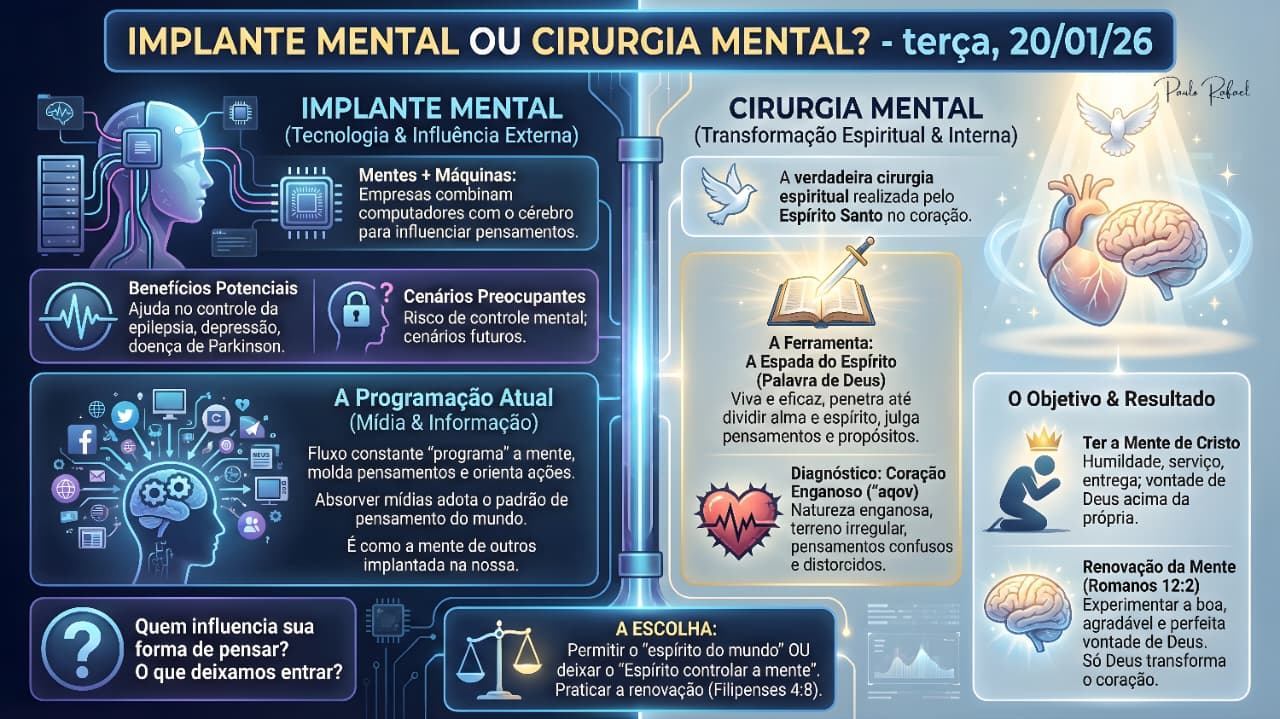 IMPLANTE MENTAL OU CIRURGIA MENTAL? - terça, 20/01/26
Paulo Rafael
IMPLANTE MENTAL
(Tecnologia & Influência Externa)
Mentes + Máquinas:
Empresas combinam
computadores com o cérebro
para influenciar pensamentos.
Benefícios Potenciais
Ajuda no controle da
epilepsia, depressão,
doença de Parkinson.
?
Cenários Preocupantes
Risco de controle mental;
cenários futuros.
A Programação Atual
(Mídia & Informação)
Fluxo constante “programa” a mente,
molda pensamentos e orienta ações.
Absorver mídias adota o padrão de
pensamento do mundo.
É como a mente de outros
implantada na nossa.
NEWS
?
Quem influencia sua
forma de pensar?
O que deixamos entrar?
CIRURGIA MENTAL
(Transformação Espiritual & Interna)
A verdadeira cirurgia
espiritual realizada pelo
Espírito Santo no coração.
A Ferramenta:
A Espada do Espírito
(Palavra de Deus)
Viva e eficaz, penetra até
dividir alma e espírito, julga
pensamentos e propósitos.
Diagnóstico: Coração
Enganoso (“aqov)
Natureza enganosa,
terreno irregular,
pensamentos confusos
e distorcidos.
O Objetivo & Resultado
Ter a Mente de Cristo
Humildade, serviço,
entrega; vontade de
Deus acima da
própria.
Renovação da Mente
(Romanos 12:2)
Experimentar a boa,
agradável e perfeita
vontade de Deus.
Só Deus transforma
o coração.
A ESCOLHA:
Permitir o “espírito do mundo” OU
deixar o “Espírito controlar a mente”.
Praticar a renovação (Filipenses 4:8).